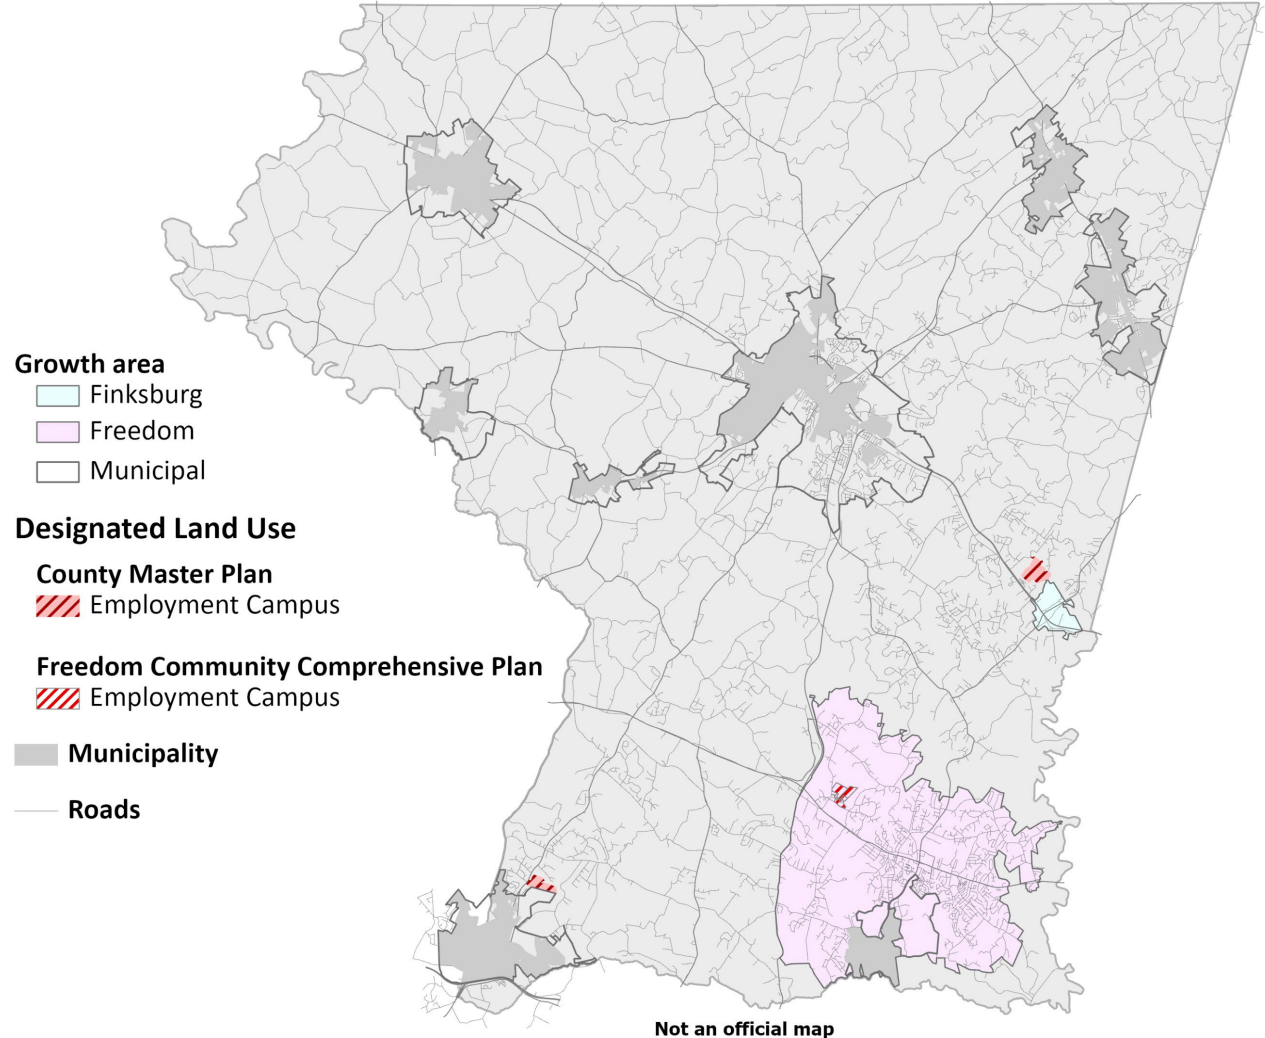 Growth area
Finksburg
Freedom
Municipal
Designated Land Use
County Master Plan
Employment Campus
Freedom Community Comprehensive Plan
Employment Campus
Municipality
Roads
Not an official map